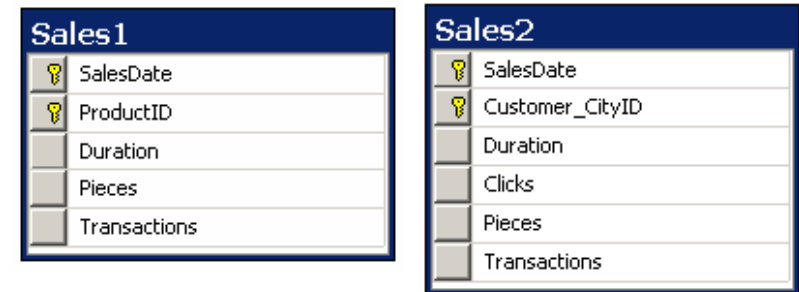 Sales1
SalesDate
ProductID
Duration
Pieces
Transactions
Sales2
SalesDate
Customer_CityID
Duration
Clicks
Pieces
Transactions